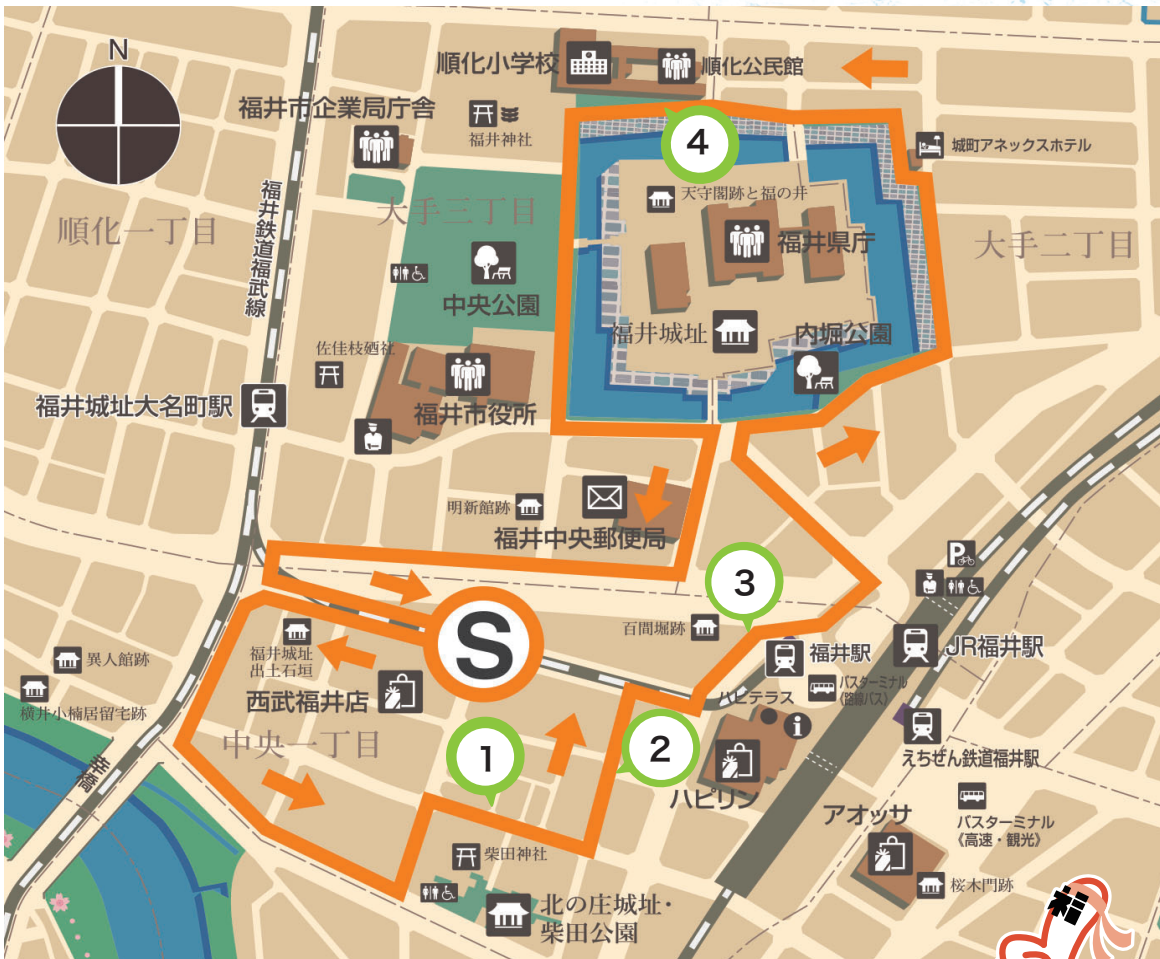 N
順化小学校
順化公民館
福井市企業局庁舎
福井神社
城町アネックスホテル
4
福井鉄道福武線
順化一丁目
大手三丁目
天守閣跡と福の井
福井県庁
大手二丁目
中央公園
福井城址
内堀公園
佐佳枝廼社
福井城址大名町駅
福井市役所
明新館跡
福井中央郵便局
3
P
百間堀跡
福井駅
JR福井駅
S
福井城址
出土石垣
異人館跡
西武福井店
ハピテラス
バスターミナル
《路線バス》
横井小楠居留宅跡
中央一丁目
1
2
i
えちぜん鉄道福井駅
幸橋
ハピリン
アオッサ
バスターミナル
《高速・観光》
柴田神社
桜木門跡
北の庄城址・
柴田公園
裕